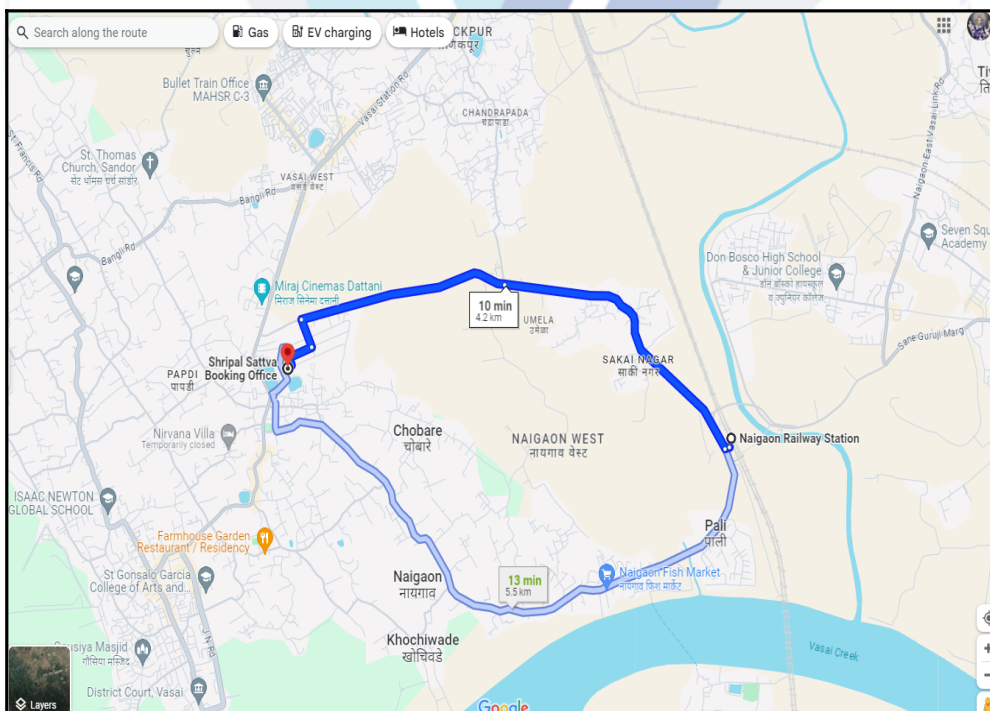 Search along the route
Gas
EV charging
Hotels
CKPUR
Bullet Train Office
MAHSR C-3
Vasai Station Rd
CHANDRAPADA
चंद्रपाडा
St. Thomas
Church, Sandor
सेंट थॉमस चर्च सांडोर
St Francis Rd
VASAI WEST
वसई वेस्ट
Bangli Rd
Bangli Rd
Naigaon East Vasai Link Rd
Seven Squ
Academy
Don Bosco High School
& Junior College
डॉन बॉस्को हायस्कूल
व ज्युनियर कॉलेज
Miraj Cinemas Dattani
मिराज सिनेमा दत्तानी
10 min
4.2 km
UMELA
उमेळा
Sane Guruji Marg
Shripal Sattva
Booking Office
PAPDI
पापडी
SAKAI NAGAR
साकी नगर
Nirvana Villa
Temporarily closed
Chobare
चोबारे
NAIGAON WEST
नायगाव वेस्ट
Naigaon Railway Station
ISAAC NEWTON
GLOBAL SCHOOL
Farmhouse Garden
Restaurant / Residency
Pali
पाली
St Gonsalo Garcia
College of Arts and...
Naigaon
नायगाव
13 min
5.5 km
Naigaon Fish Market
नायगाव फिश मार्केट
J N Rd
Khochiwade
खोचिवडे
Vasai Creek
Masjid
गौसिया मस्जिद
District Court, Vasai
Layers
Google